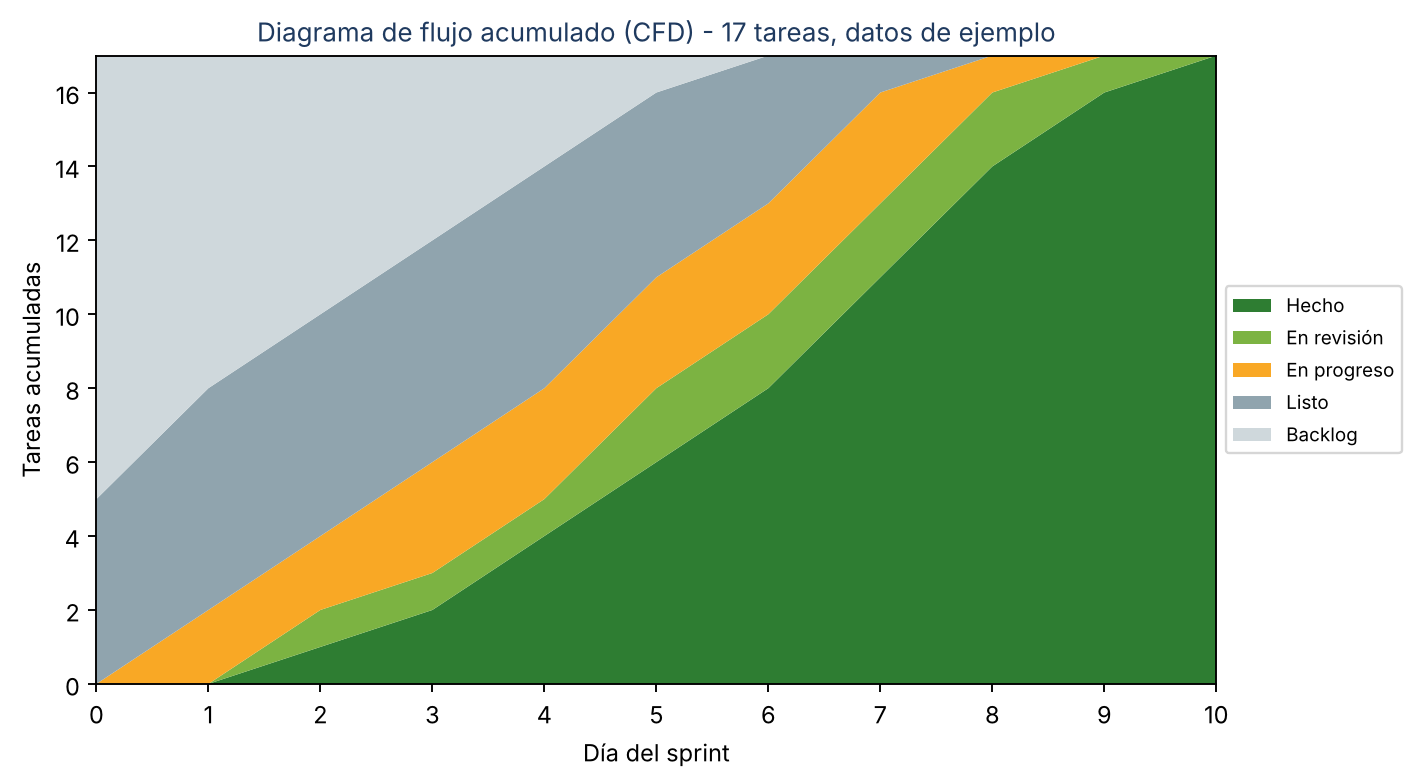 Diagrama de flujo acumulado (CFD) - 17 tareas, datos de ejemplo
Tareas acumuladas
16
14
12
10
8
6
4
2
0
0 1 2 3 4 5 6 7 8 9 10
Día del sprint
Hecho
En revisión
En progreso
Listo
Backlog